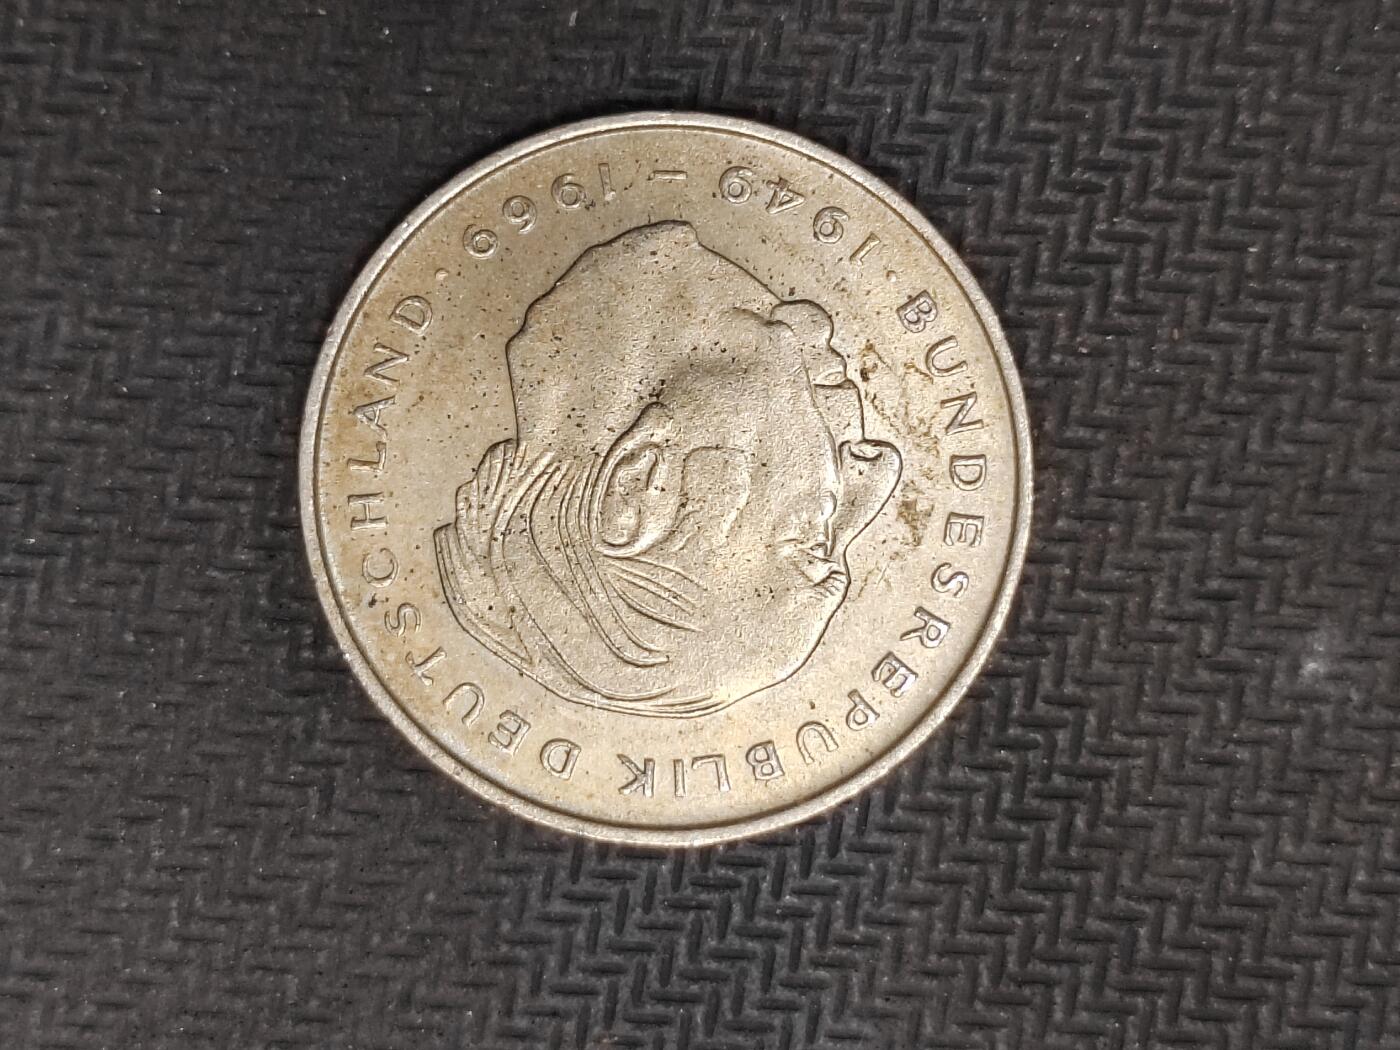 BUNDESREPUBLIK DEUTSCHLAND
· 1949 – 1969 ·